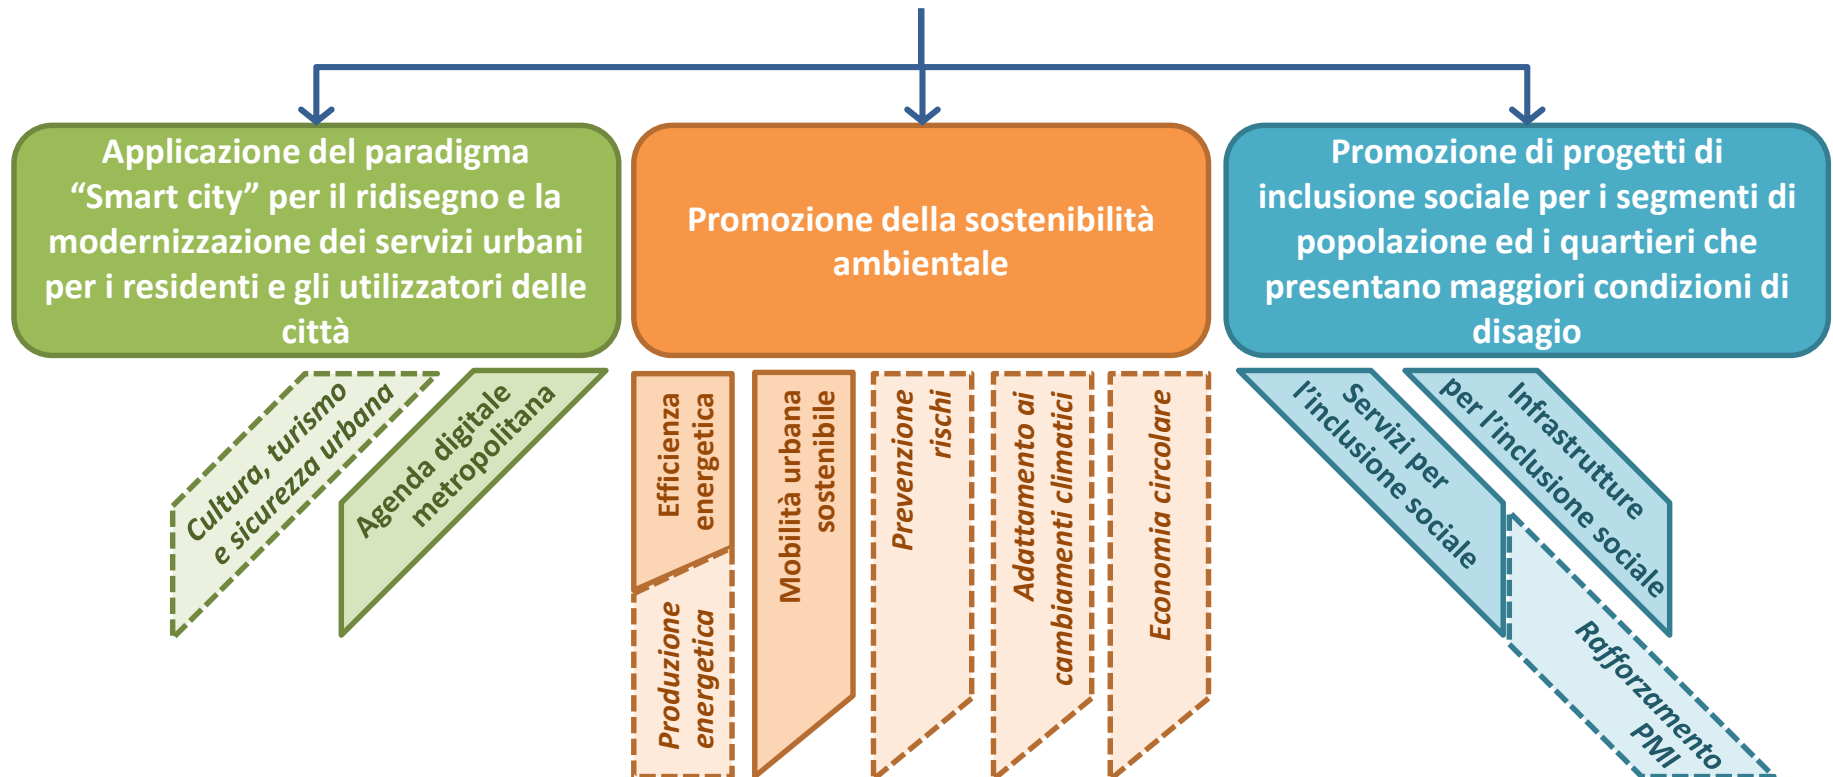 Applicazione del paradigma
“Smart city” per il ridisegno e la
modernizzazione dei servizi urbani
per i residenti e gli utilizzatori delle
città
Promozione della sostenibilità
ambientale
Promozione di progetti di
inclusione sociale per i segmenti di
popolazione ed i quartieri che
presentano maggiori condizioni di
disagio
Cultura, turismo
e sicurezza urbana
Agenda digitale
metropolitana
Efficienza
energetica
Produzione
energetica
Mobilità urbana
sostenibile
Prevenzione
rischi
Adattamento ai
cambiamenti climatici
Economia circolare
Servizi per
l’inclusione sociale
Infrastrutture
per l’inclusione sociale
Rafforzamento
PMI